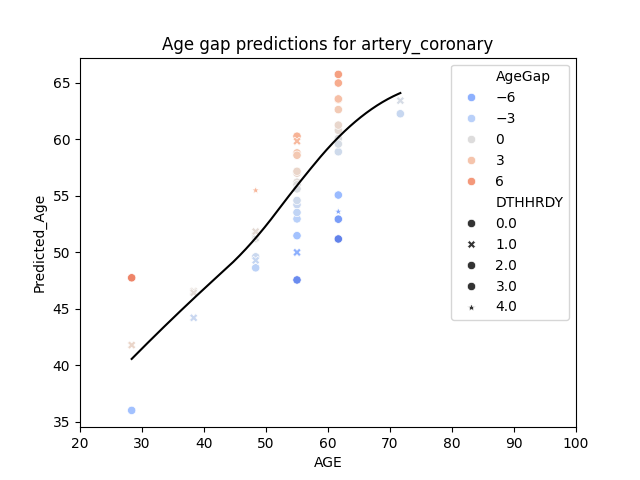 Age gap predictions for artery_coronary
Predicted_Age
65
60
55
50
45
40
35
20 30 40 50 60 70 80 90 100
AGE
AgeGap
−6
−3
0
3
6
DTHHRDY
0.0
1.0
2.0
3.0
4.0